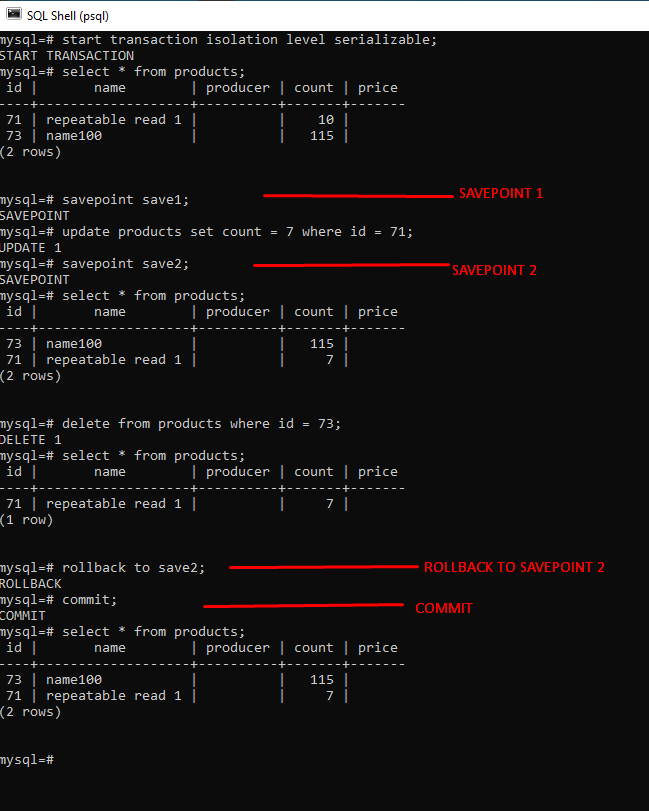 SQL Shell (psql)
mysql=# start transaction isolation level serializable;
START TRANSACTION
mysql=# select * from products;
 id |       name        | producer | count | price
----+-------------------+----------+-------+-------
 71 | repeatable read 1 |          |    10 |
 73 | name100           |          |   115 |
(2 rows)
mysql=# savepoint save1; SAVEPOINT 1
SAVEPOINT
mysql=# update products set count = 7 where id = 71;
UPDATE 1
mysql=# savepoint save2; SAVEPOINT 2
SAVEPOINT
mysql=# select * from products;
 id |       name        | producer | count | price
----+-------------------+----------+-------+-------
 73 | name100           |          |   115 |
 71 | repeatable read 1 |          |     7 |
(2 rows)
mysql=# delete from products where id = 73;
DELETE 1
mysql=# select * from products;
 id |       name        | producer | count | price
----+-------------------+----------+-------+-------
 71 | repeatable read 1 |          |     7 |
(1 row)
mysql=# rollback to save2; ROLLBACK TO SAVEPOINT 2
ROLLBACK
mysql=# commit; COMMIT
COMMIT
mysql=# select * from products;
 id |       name        | producer | count | price
----+-------------------+----------+-------+-------
 73 | name100           |          |   115 |
 71 | repeatable read 1 |          |     7 |
(2 rows)
mysql=#